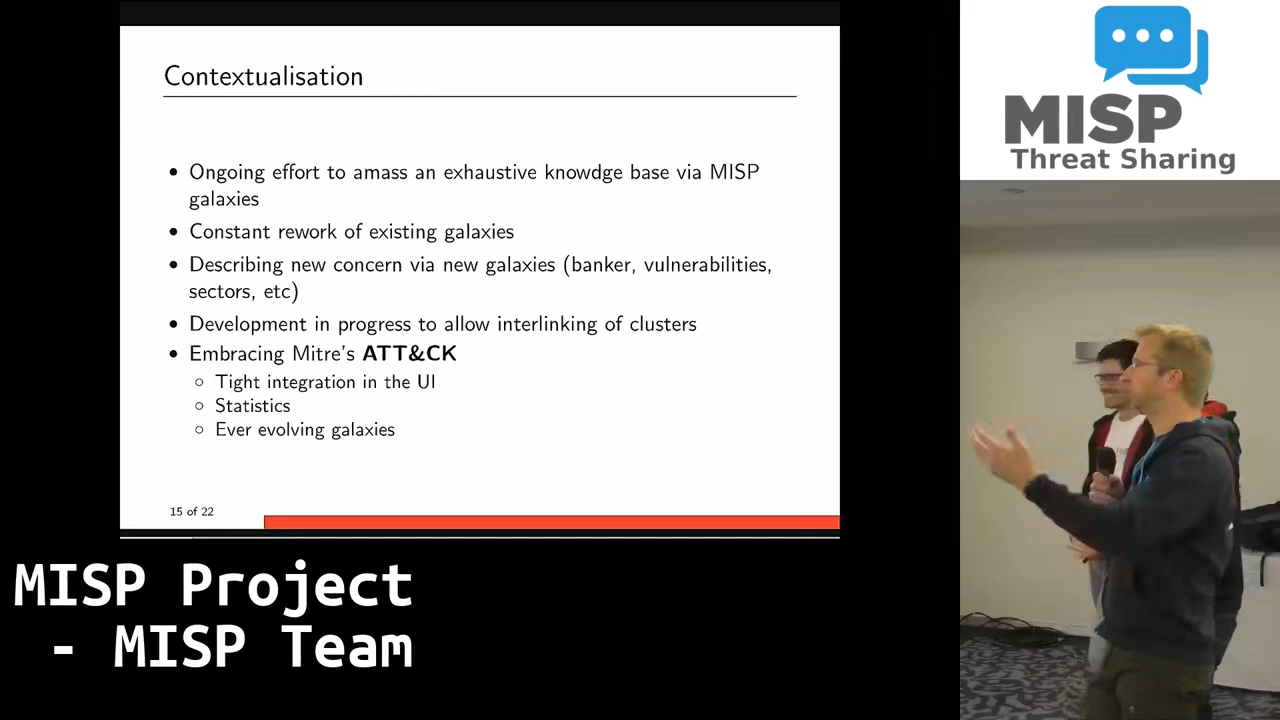 Contextualisation
• Ongoing effort to amass an exhaustive knowdge base via MISP
galaxies
• Constant rework of existing galaxies
• Describing new concern via new galaxies (banker, vulnerabilities,
sectors, etc)
• Development in progress to allow interlinking of clusters
• Embracing Mitre's ATT&CK
○ Tight integration in the UI
○ Statistics
○ Ever evolving galaxies
15 of 22
MISP
Threat Sharing
MISP Project
- MISP Team